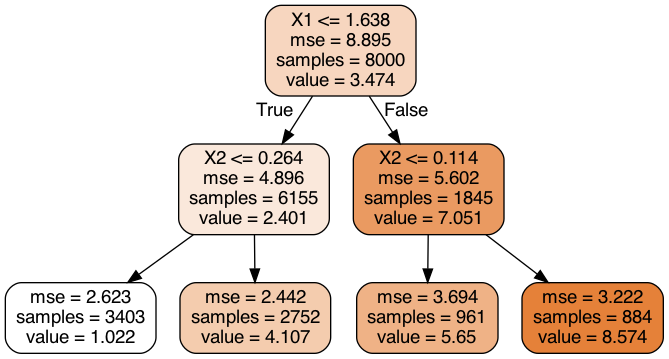 X1 <= 1.638
mse = 8.895
samples = 8000
value = 3.474
True
False
X2 <= 0.264
mse = 4.896
samples = 6155
value = 2.401
X2 <= 0.114
mse = 5.602
samples = 1845
value = 7.051
mse = 2.623
samples = 3403
value = 1.022
mse = 2.442
samples = 2752
value = 4.107
mse = 3.694
samples = 961
value = 5.65
mse = 3.222
samples = 884
value = 8.574